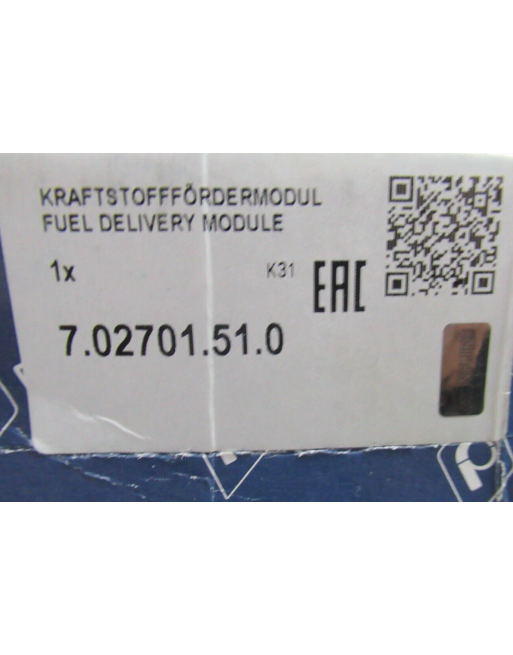 KRAFTSTOFFFÖRDERMODUL
FUEL DELIVERY MODULE
1x
K31
EAC
7.02701.51.0